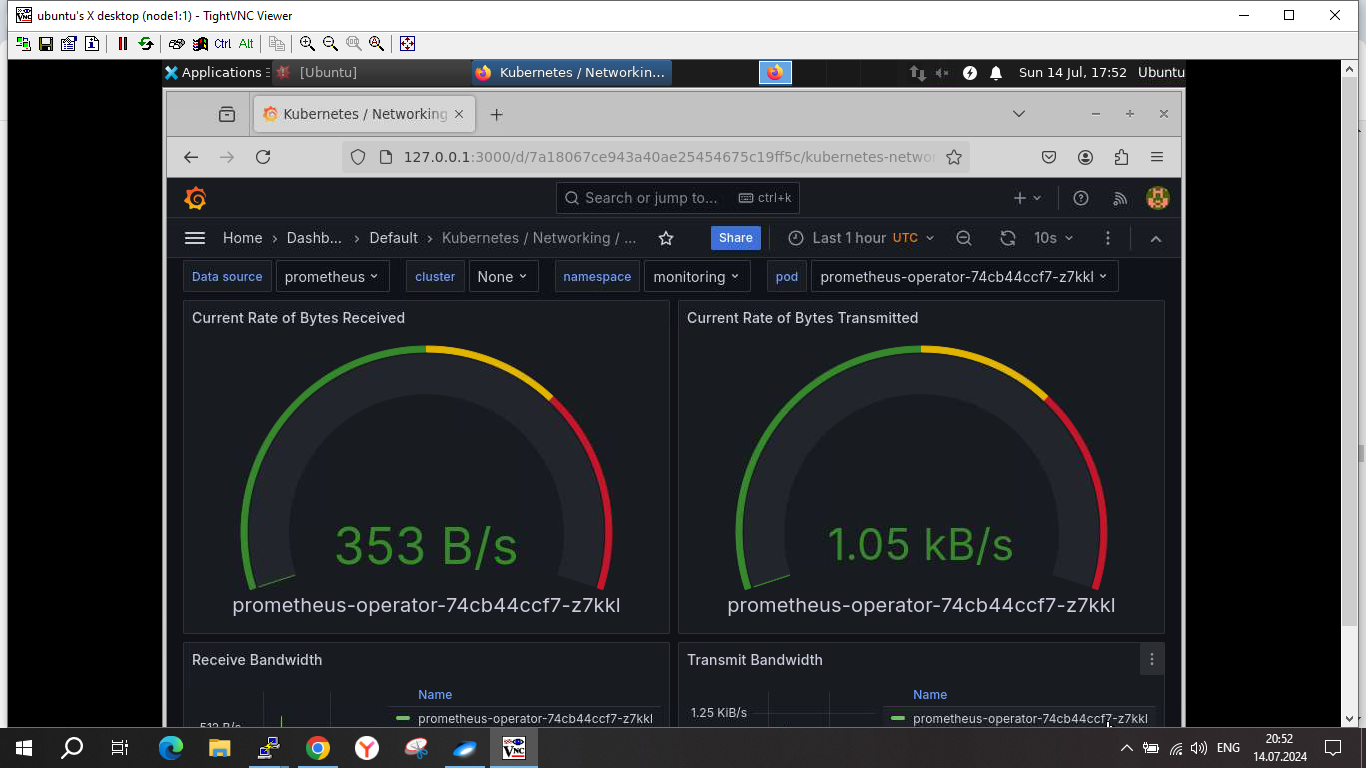 ubuntu's X desktop (node1:1) - TightVNC Viewer
Ctrl Alt
Applications [Ubuntu] Kubernetes / Networkin... Sun 14 Jul, 17:52 Ubuntu
Kubernetes / Networking
127.0.0.1:3000/d/7a18067ce943a40ae25454675c19ff5c/kubernetes-netwo
Search or jump to... ctrl+k
Home › Dashb... › Default › Kubernetes / Networking / ... Share Last 1 hour UTC 10s
Data source prometheus cluster None namespace monitoring pod prometheus-operator-74cb44ccf7-z7kkl
Current Rate of Bytes Received
353 B/s
prometheus-operator-74cb44ccf7-z7kkl
Current Rate of Bytes Transmitted
1.05 kB/s
prometheus-operator-74cb44ccf7-z7kkl
Receive Bandwidth
Name
512 B/s
prometheus-operator-74cb44ccf7-z7kkl
Transmit Bandwidth
Name
1.25 KiB/s
prometheus-operator-74cb44ccf7-z7kkl
ENG
20:52
14.07.2024